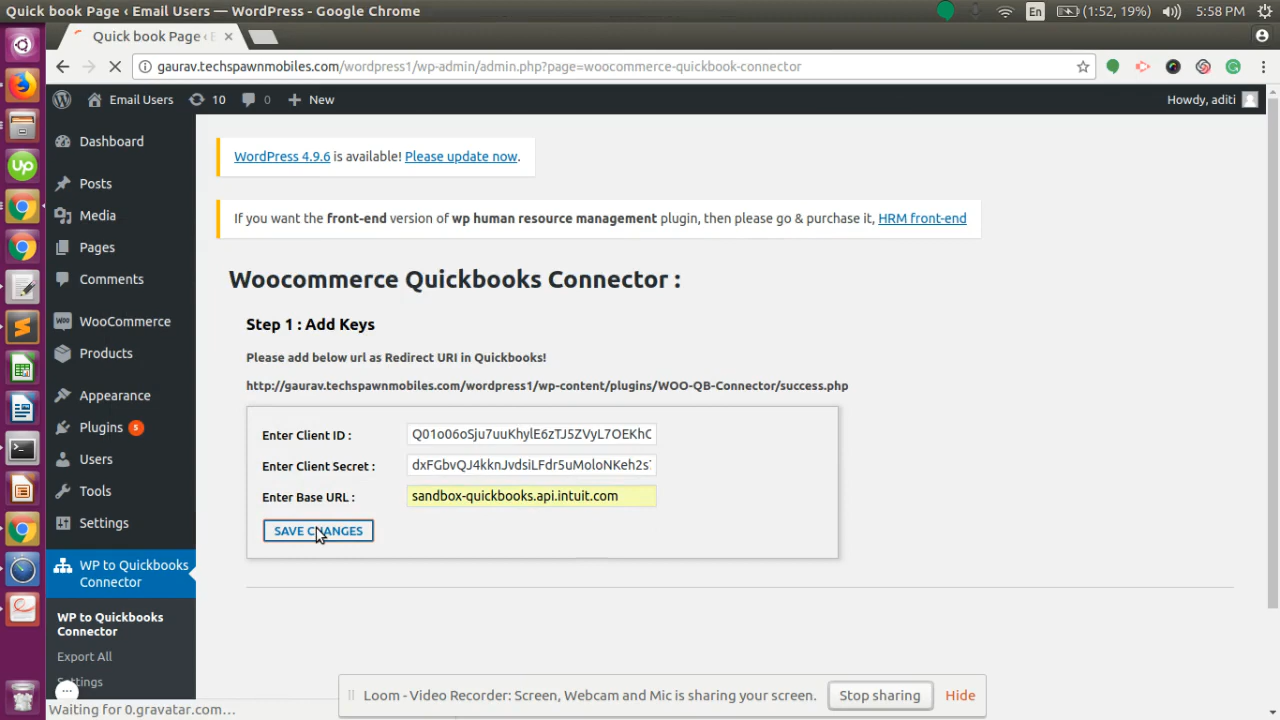 Quick book Page ‹ Email Users — WordPress - Google Chrome
En
(1:52, 19%)
5:58 PM
Quick book Page ‹ E
gaurav.techspawnmobiles.com/wordpress1/wp-admin/admin.php?page=woocommerce-quickbook-connector
Email Users
10
0
New
Howdy, aditi
Dashboard
Posts
Media
Pages
Comments
WooCommerce
Products
Appearance
Plugins 5
Users
Tools
Settings
WP to Quickbooks
Connector
WP to Quickbooks
Connector
Export All
Settings
WordPress 4.9.6 is available! Please update now.
If you want the front-end version of wp human resource management plugin, then please go & purchase it, HRM front-end
Woocommerce Quickbooks Connector :
Step 1 : Add Keys
Please add below url as Redirect URI in Quickbooks!
http://gaurav.techspawnmobiles.com/wordpress1/wp-content/plugins/WOO-QB-Connector/success.php
Enter Client ID : Q01o06oSju7uuKhylE6zTJ5ZVyL7OEKhC
Enter Client Secret : dxFGbvQJ4kknJvdsiLFdr5uMoloNKeh2s
Enter Base URL : sandbox-quickbooks.api.intuit.com
SAVE CHANGES
Loom - Video Recorder: Screen, Webcam and Mic is sharing your screen.
Stop sharing
Hide
Waiting for 0.gravatar.com...